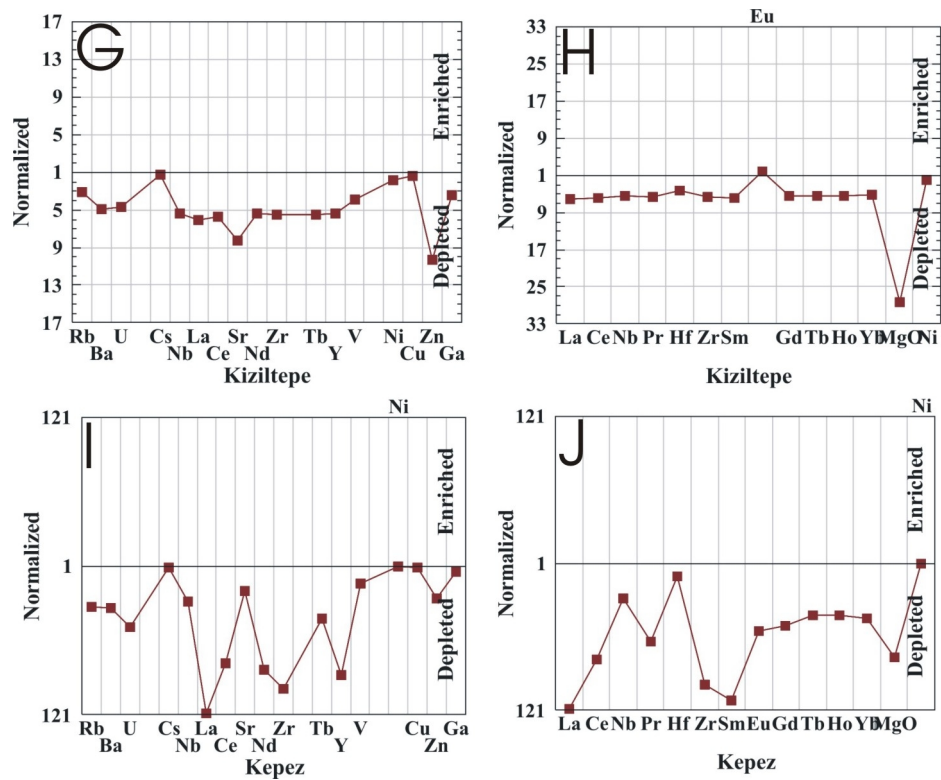 G
17
13
9
5
1
5
9
13
17
Normalized
Enriched
Depleted
Rb U Cs La Sr Zr Tb V Ni Zn
Ba Nb Ce Nd Y Cu Ga
Kiziltepe
Eu
H
33
25
17
9
1
9
17
25
33
Normalized
Enriched
Depleted
La Ce Nb Pr Hf Zr Sm Gd Tb Ho Yb MgO Ni
Kiziltepe
Ni
I
121
1
121
Normalized
Enriched
Depleted
Rb U Cs La Sr Zr Tb V Cu Ga
Ba Nb Ce Nd Y Zn
Kepez
Ni
J
121
1
121
Normalized
Enriched
Depleted
La Ce Nb Pr Hf Zr Sm Eu Gd Tb Ho Yb MgO
Kepez